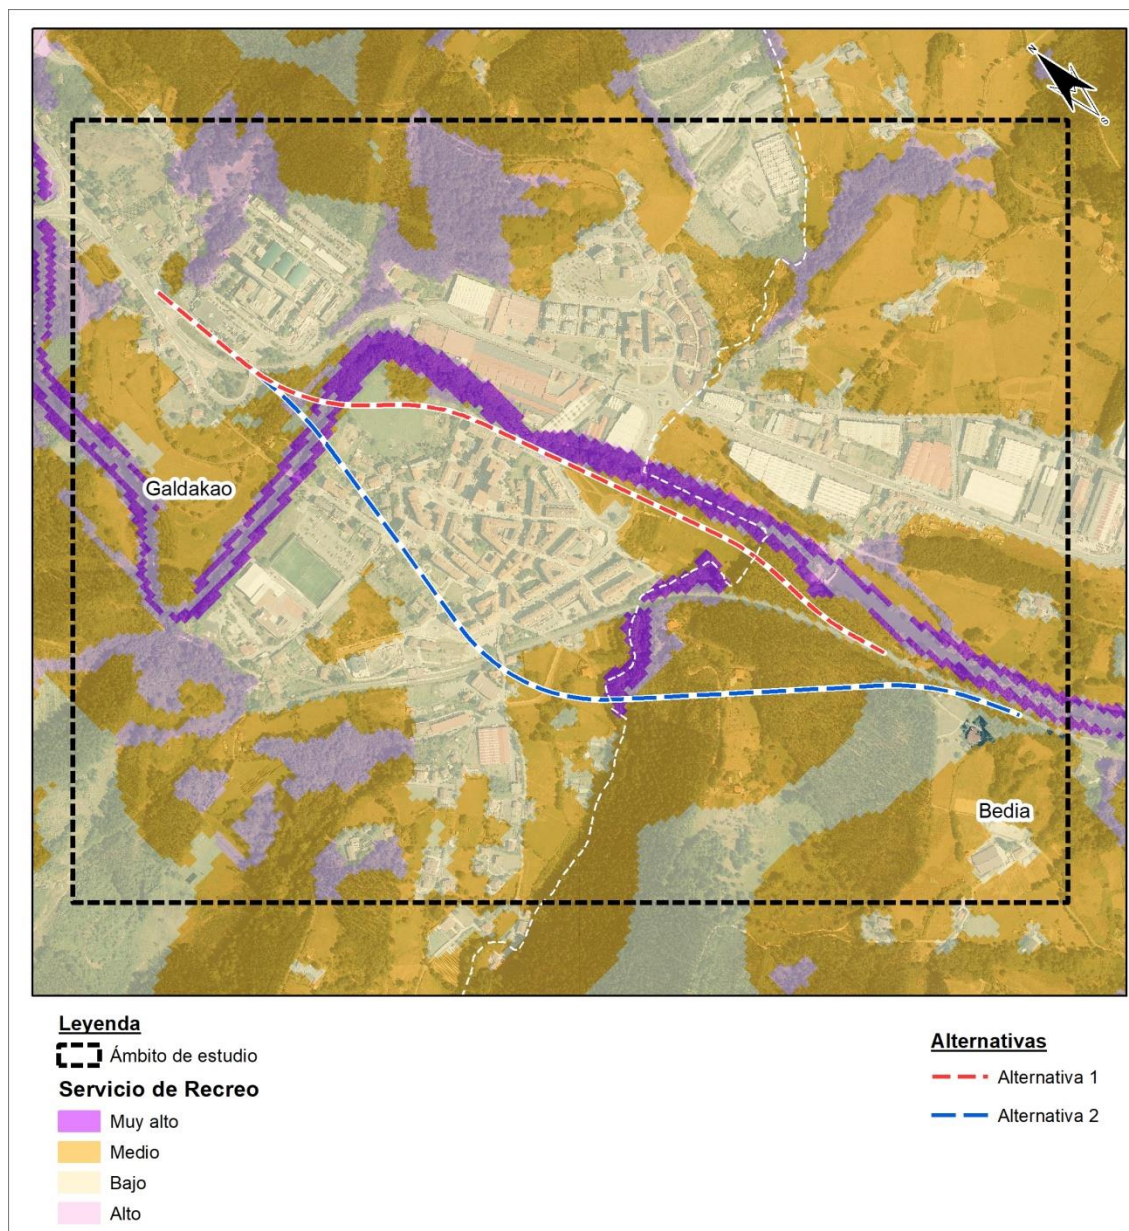 N
S
Galdakao
Bedia
Leyenda
Ámbito de estudio
Servicio de Recreo
Muy alto
Medio
Bajo
Alto
Alternativas
Alternativa 1
Alternativa 2